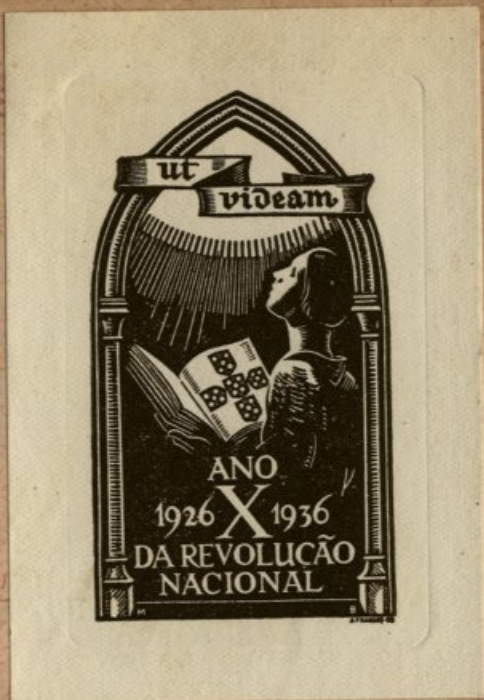 ut
videam
ANO
1926 X 1936
DA REVOLUÇÃO
NACIONAL
M B